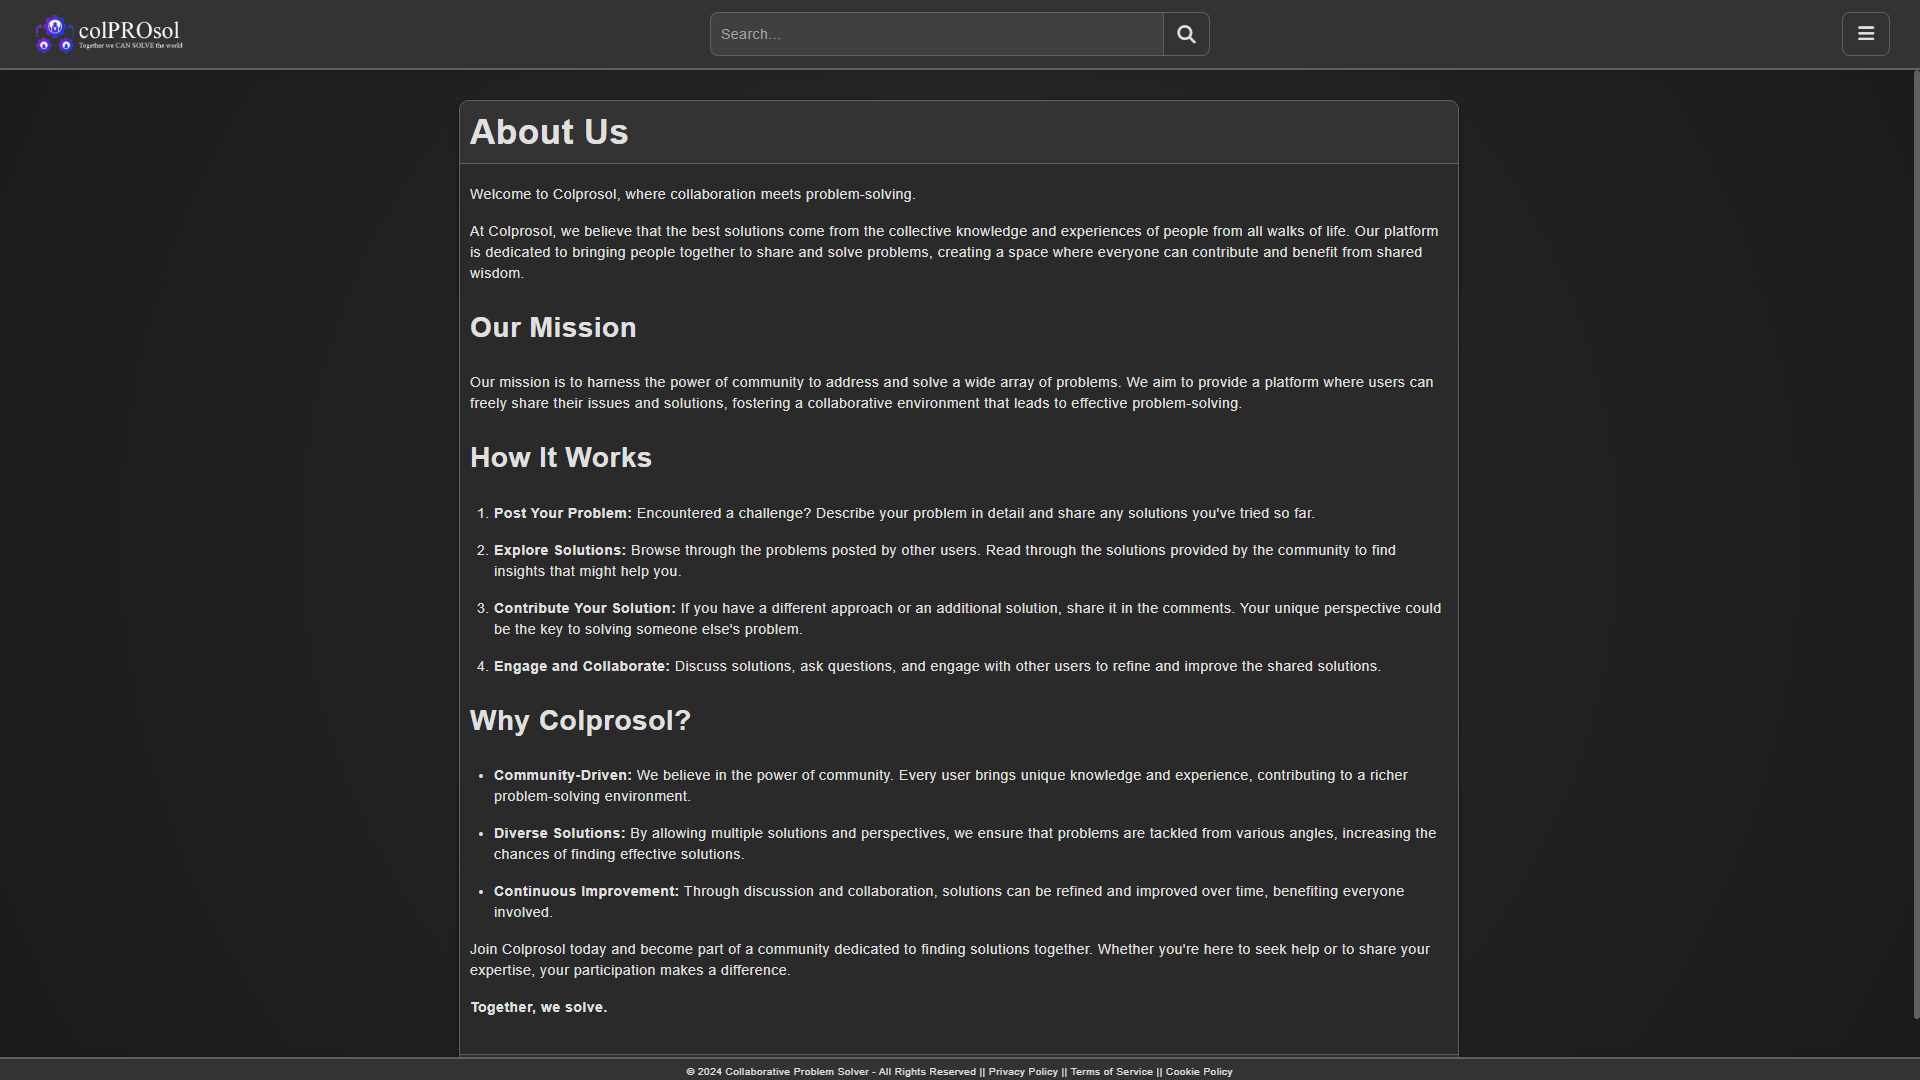 colPROsol
Together we CAN SOLVE the world
Search...
About Us
Welcome to Colprosol, where collaboration meets problem-solving.
At Colprosol, we believe that the best solutions come from the collective knowledge and experiences of people from all walks of life. Our platform
is dedicated to bringing people together to share and solve problems, creating a space where everyone can contribute and benefit from shared
wisdom.
Our Mission
Our mission is to harness the power of community to address and solve a wide array of problems. We aim to provide a platform where users can
freely share their issues and solutions, fostering a collaborative environment that leads to effective problem-solving.
How It Works
1. Post Your Problem: Encountered a challenge? Describe your problem in detail and share any solutions you've tried so far.
2. Explore Solutions: Browse through the problems posted by other users. Read through the solutions provided by the community to find
insights that might help you.
3. Contribute Your Solution: If you have a different approach or an additional solution, share it in the comments. Your unique perspective could
be the key to solving someone else's problem.
4. Engage and Collaborate: Discuss solutions, ask questions, and engage with other users to refine and improve the shared solutions.
Why Colprosol?
• Community-Driven: We believe in the power of community. Every user brings unique knowledge and experience, contributing to a richer
problem-solving environment.
• Diverse Solutions: By allowing multiple solutions and perspectives, we ensure that problems are tackled from various angles, increasing the
chances of finding effective solutions.
• Continuous Improvement: Through discussion and collaboration, solutions can be refined and improved over time, benefiting everyone
involved.
Join Colprosol today and become part of a community dedicated to finding solutions together. Whether you're here to seek help or to share your
expertise, your participation makes a difference.
Together, we solve.
© 2024 Collaborative Problem Solver - All Rights Reserved || Privacy Policy || Terms of Service || Cookie Policy